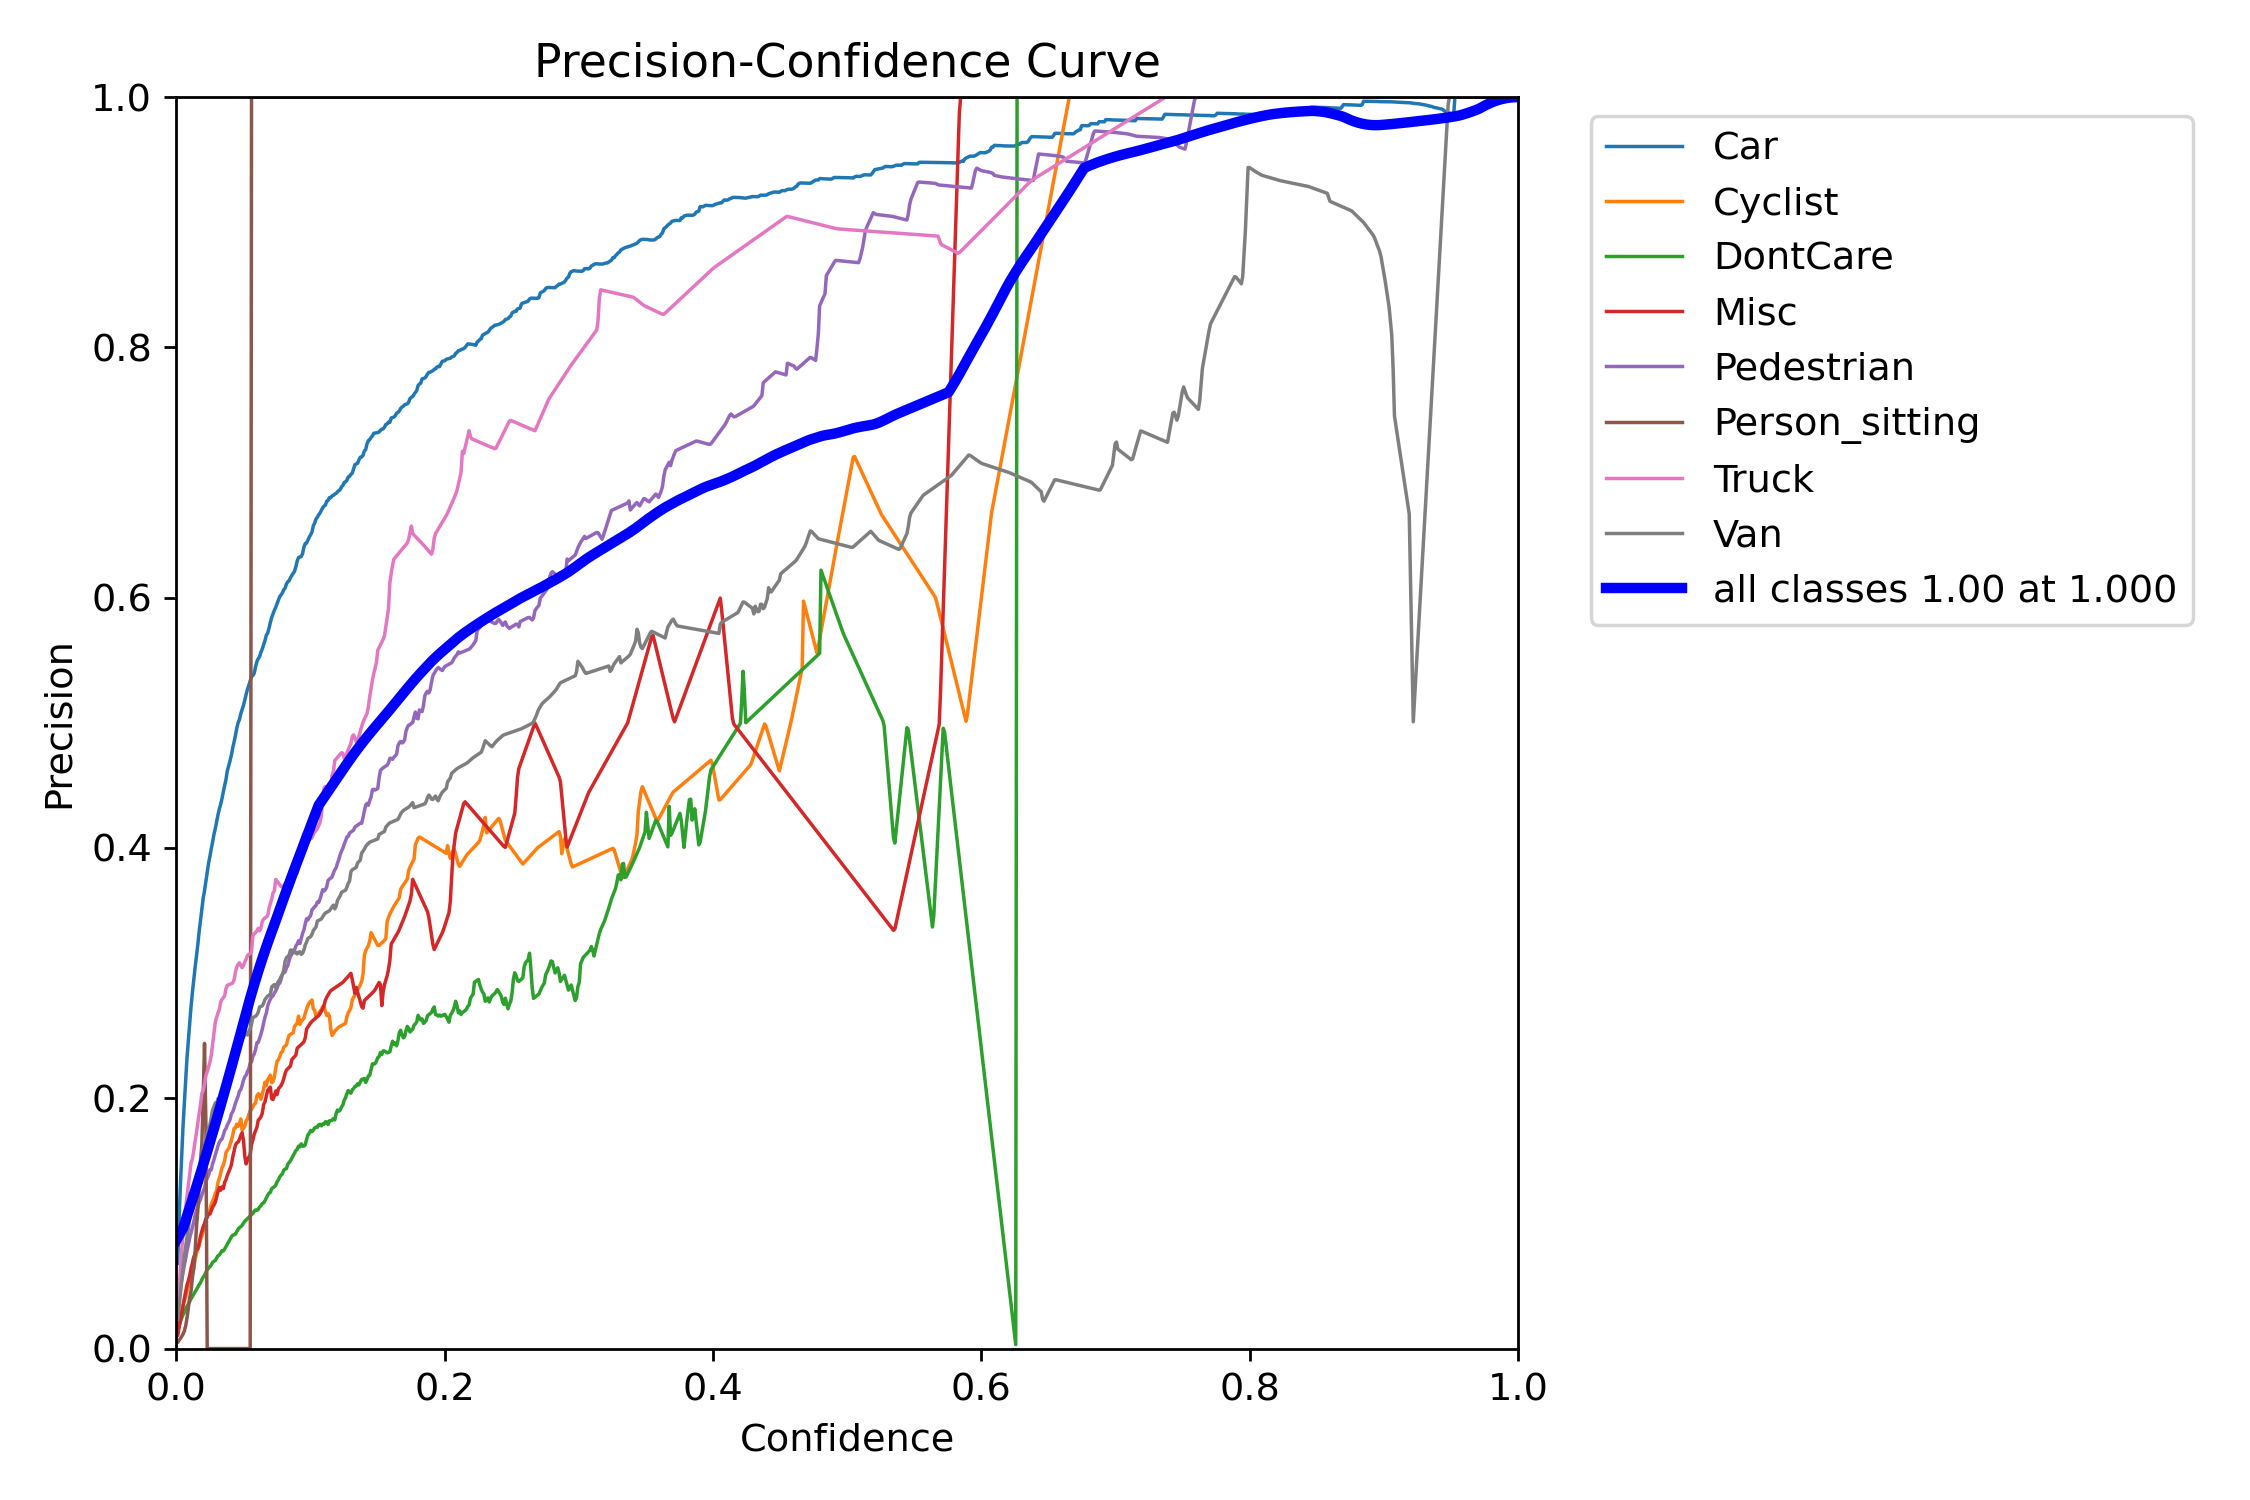 Precision-Confidence Curve
1.0
0.8
0.6
0.4
0.2
0.0
Precision
0.0 0.2 0.4 0.6 0.8 1.0
Confidence
Car
Cyclist
DontCare
Misc
Pedestrian
Person_sitting
Truck
Van
all classes 1.00 at 1.000